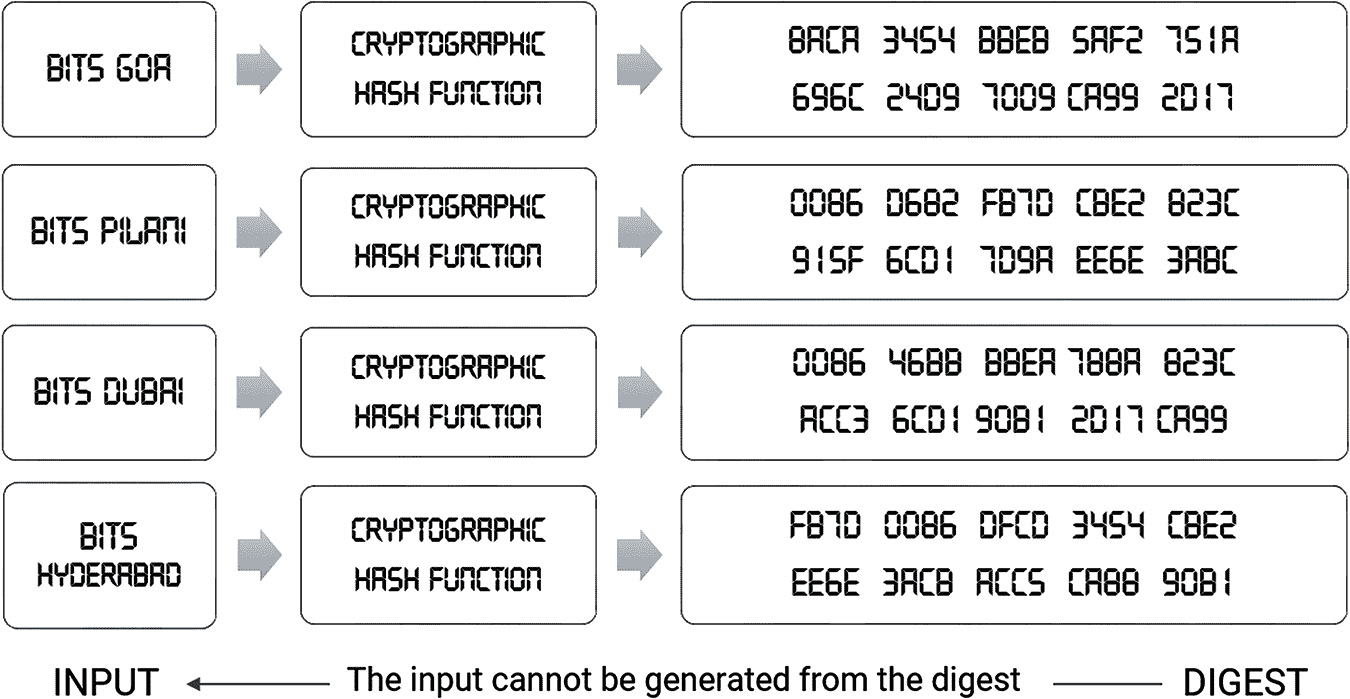 BITS GOA
CRYPTOGRAPHIC
HASH FUNCTION
8ACA 3454 BBEB 5AF2 751A
696C 24D9 7009 CA99 2D17
BITS PILANI
CRYPTOGRAPHIC
HASH FUNCTION
0086 D682 FB7D CBE2 823C
915F 6CD1 7D9A EE6E 3ABC
BITS DUBAI
CRYPTOGRAPHIC
HASH FUNCTION
0086 46BB BBEA 788A 823C
ACC3 6CD1 90B1 2D17 CA99
BITS
HYDERABAD
CRYPTOGRAPHIC
HASH FUNCTION
FB7D 0086 DFCD 3454 CBE2
EE6E 3ACB ACC5 CA88 90B1
INPUT The input cannot be generated from the digest DIGEST